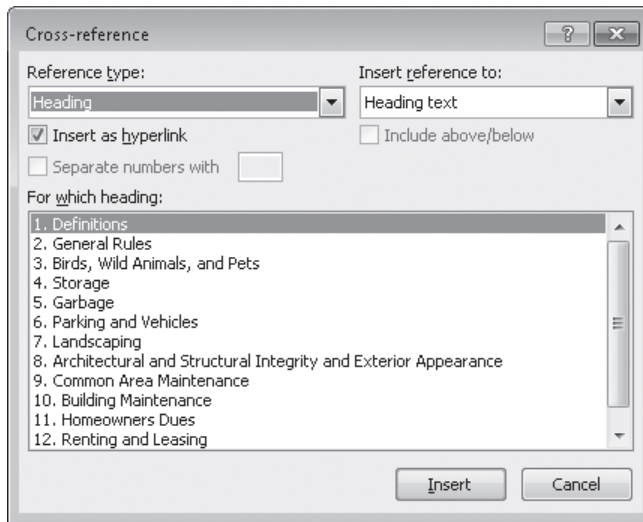 Cross-reference
Reference type:
Insert reference to:
Heading
Heading text
Insert as hyperlink
Include above/below
Separate numbers with
For which heading:
1. Definitions
2. General Rules
3. Birds, Wild Animals, and Pets
4. Storage
5. Garbage
6. Parking and Vehicles
7. Landscaping
8. Architectural and Structural Integrity and Exterior Appearance
9. Common Area Maintenance
10. Building Maintenance
11. Homeowners Dues
12. Renting and Leasing
Insert
Cancel